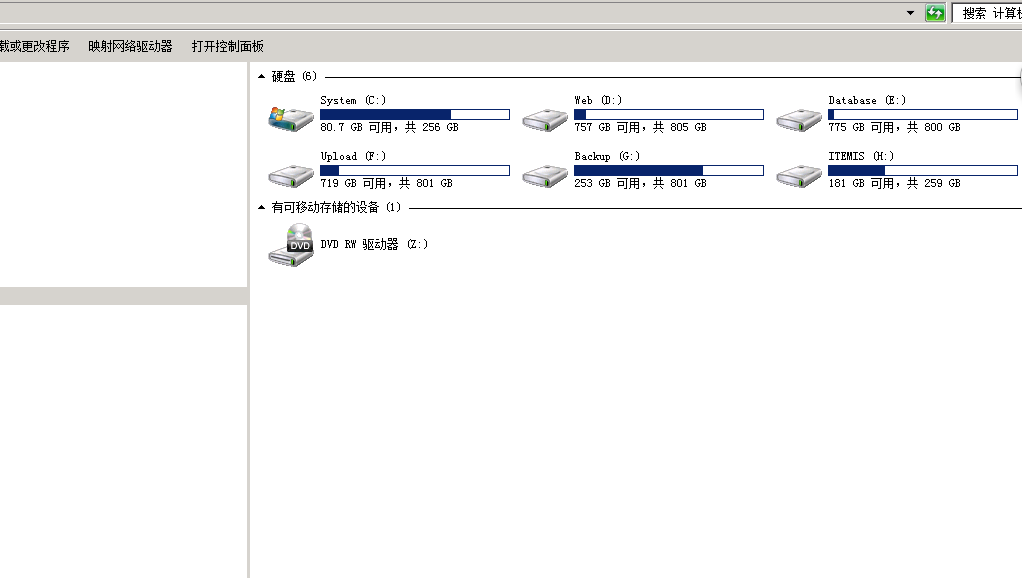 搜索 计算
或更改程序 映射网络驱动器 打开控制面板
硬盘 (6)
System (C:)
80.7 GB 可用，共 256 GB
Web (D:)
757 GB 可用，共 805 GB
Database (E:)
775 GB 可用，共 800 GB
Upload (F:)
719 GB 可用，共 801 GB
Backup (G:)
253 GB 可用，共 801 GB
ITEMIS (H:)
181 GB 可用，共 259 GB
有可移动存储的设备 (1)
DVD
DVD RW 驱动器 (Z:)